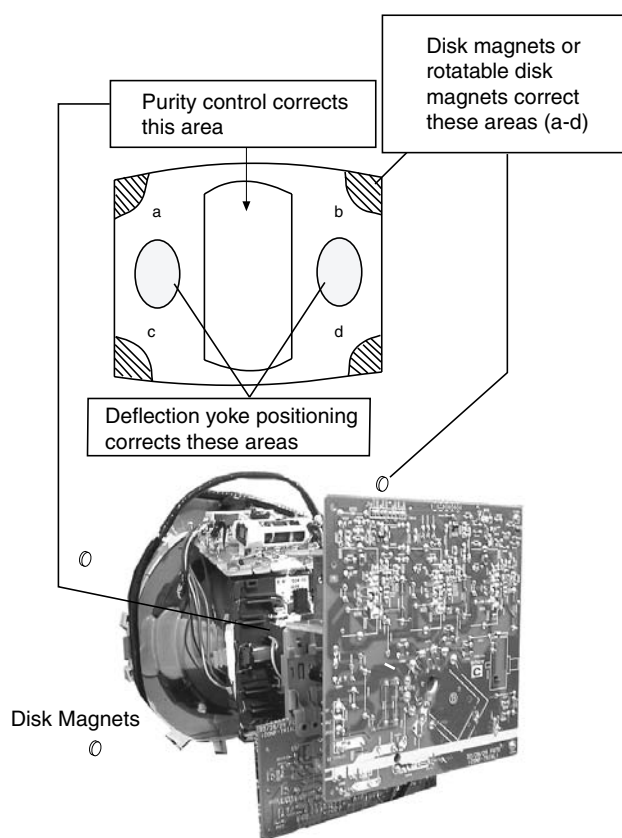 Disk magnets or
rotatable disk
magnets correct
these areas (a-d)
Purity control corrects
this area
a
b
c
d
Deflection yoke positioning
corrects these areas
Disk Magnets
C
B